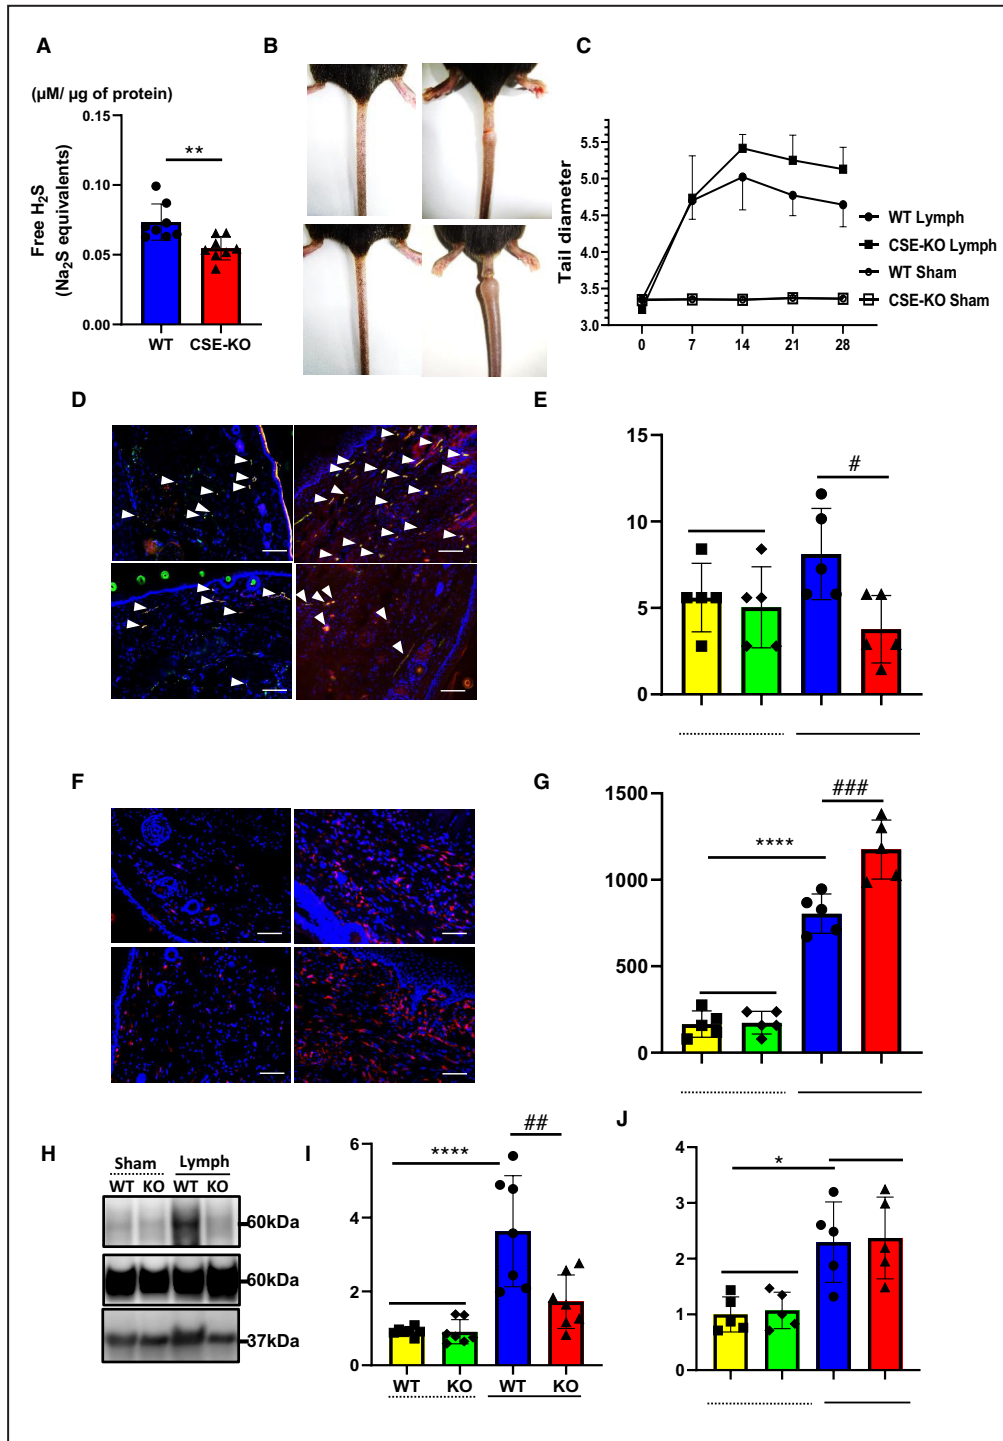 A
(µM/ µg of protein)
Free H₂S
(Na₂S equivalents)
0.15
0.10
0.05
0.00
**
WT CSE-KO
B
C
Tail diameter
5.5
5.0
4.5
4.0
3.5
3.0
0 7 14 21 28
WT Lymph
CSE-KO Lymph
WT Sham
CSE-KO Sham
D
E
15
10
5
0
#
F
G
1500
1000
500
0
****
###
H
Sham Lymph
WT KO WT KO
60kDa
60kDa
37kDa
I
6
4
2
0
****
##
WT KO WT KO
J
4
3
2
1
0
*